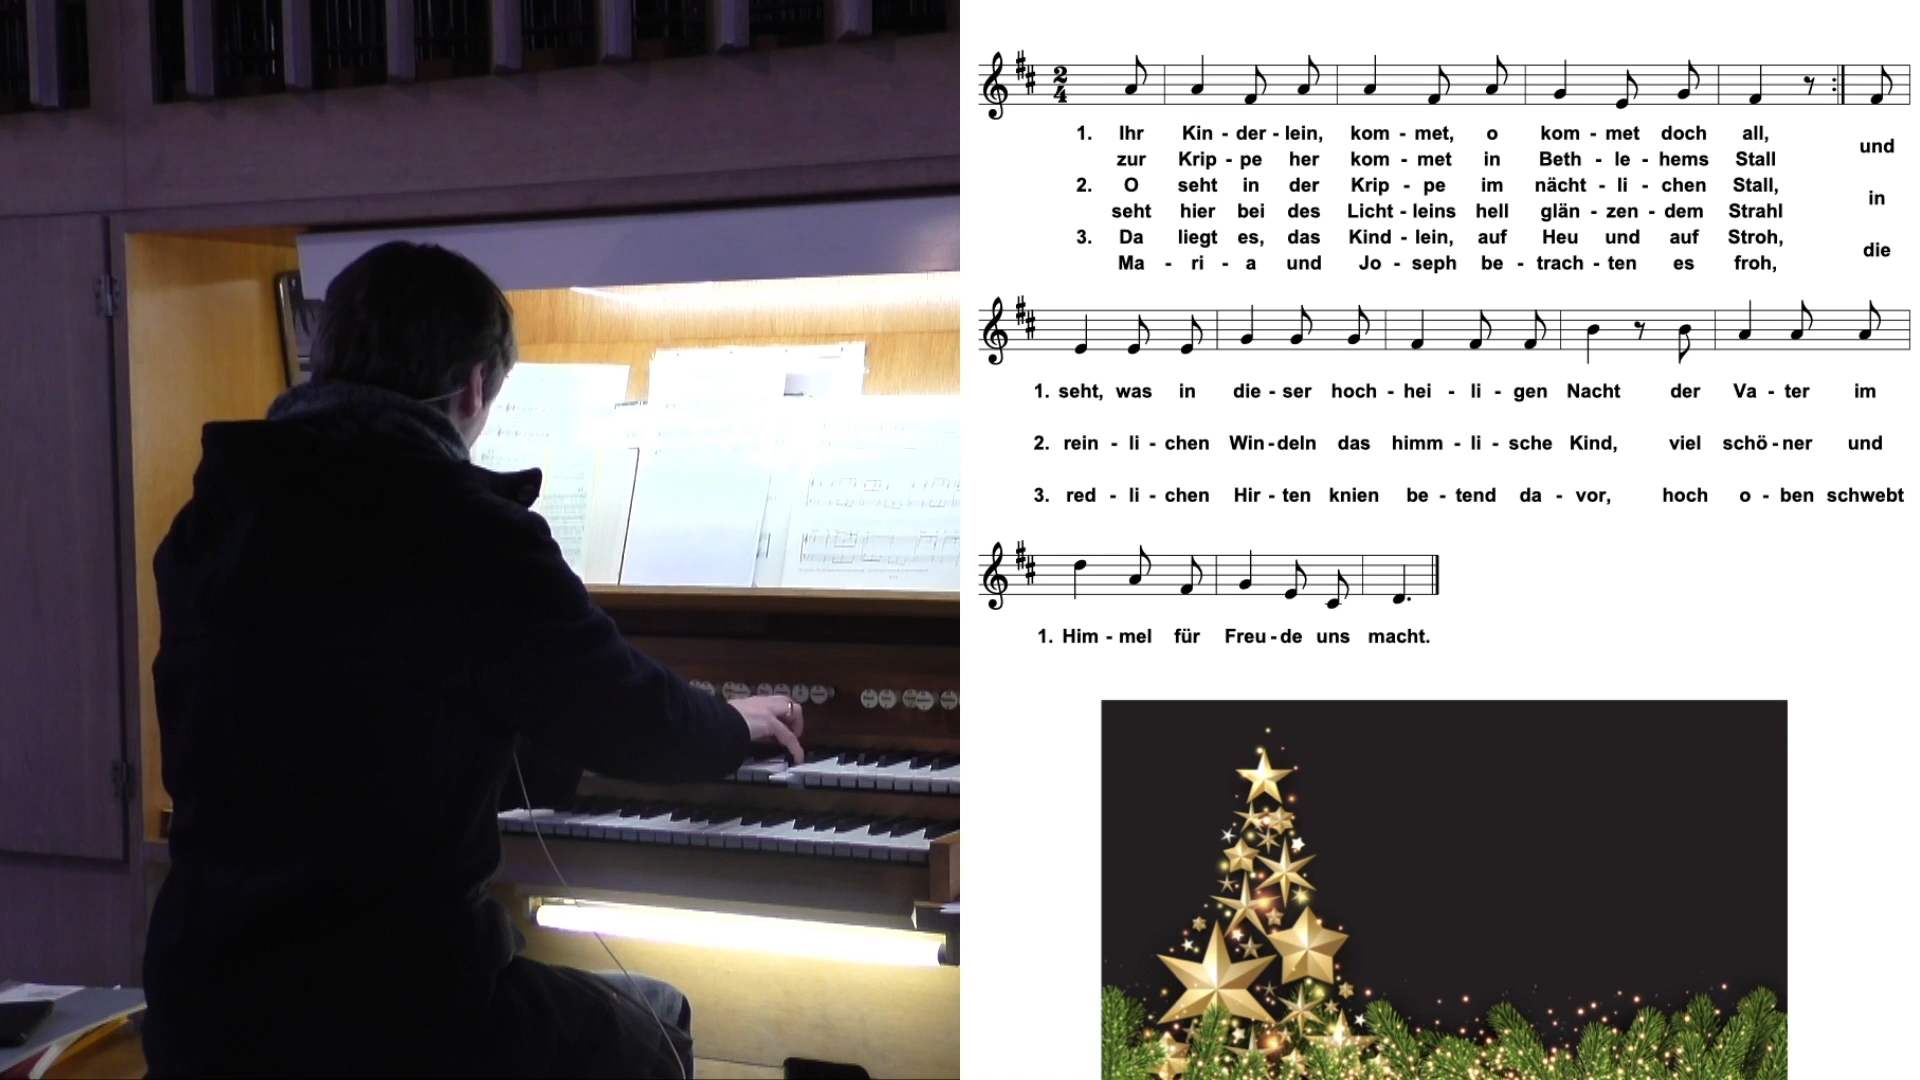 1. Ihr Kin - der - lein, kom - met, o kom - met doch all, und
zur Krip - pe her kom - met in Beth - le - hems Stall
2. O seht in der Krip - pe im nächt - li - chen Stall, in
seht hier bei des Licht - leins hell glän - zen - dem Strahl
3. Da liegt es, das Kind - lein, auf Heu und auf Stroh, die
Ma - ri - a und Jo - seph be - trach - ten es froh,
1. seht, was in die - ser hoch - hei - li - gen Nacht der Va - ter im
2. rein - li - chen Win - deln das himm - li - sche Kind, viel schö - ner und
3. red - li - chen Hir - ten knien be - tend da - vor, hoch o - ben schwebt
1. Him - mel für Freu - de uns macht.